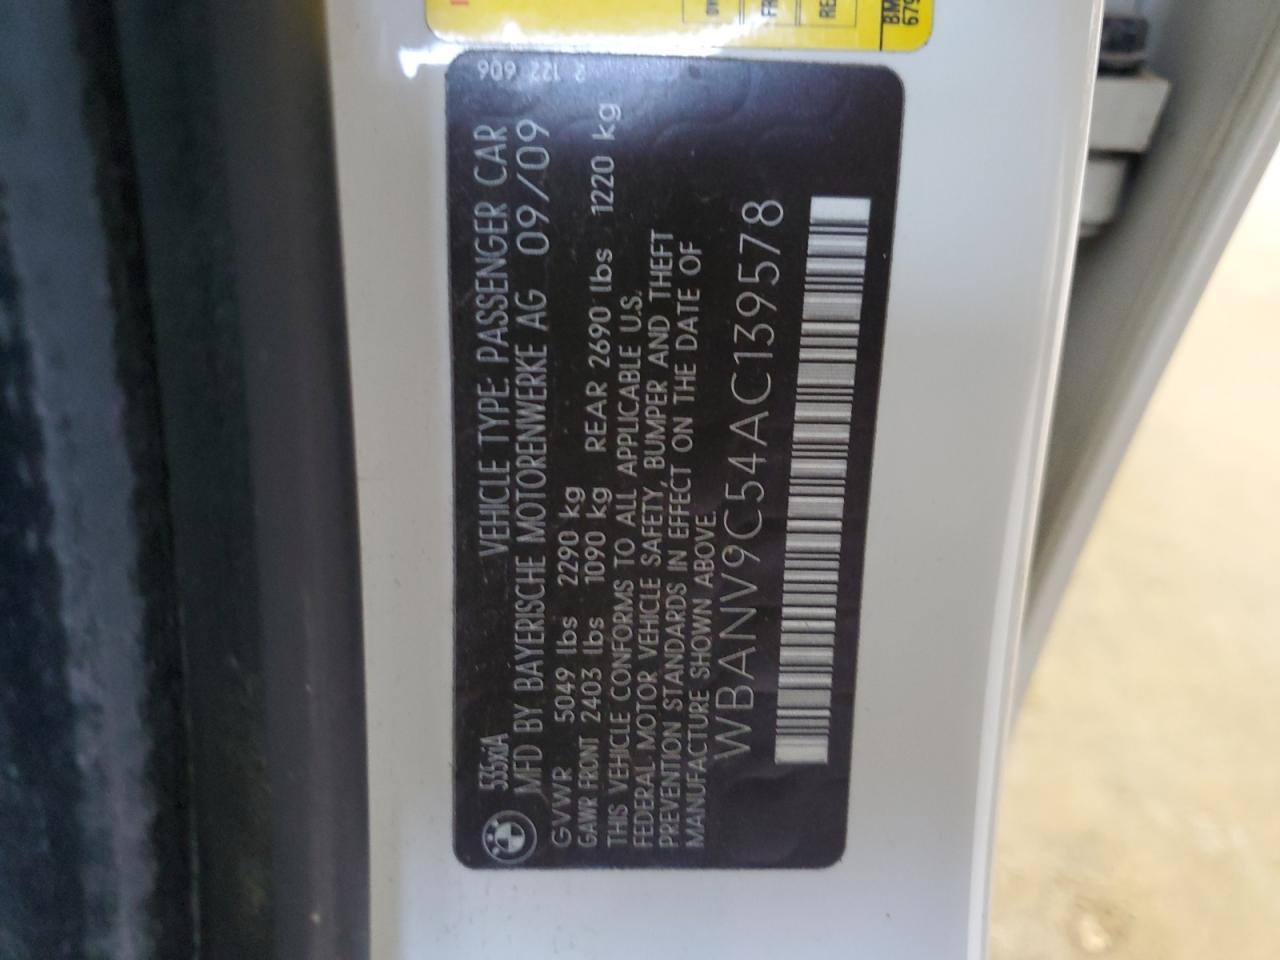 2 122 606
535xiA VEHICLE TYPE: PASSENGER CAR
MFD BY BAYERISCHE MOTORENWERKE AG 09/09
GVWR 5049 lbs 2290 kg
GAWR FRONT 2403 lbs 1090 kg REAR 2690 lbs 1220 kg
THIS VEHICLE CONFORMS TO ALL APPLICABLE U.S.
FEDERAL MOTOR VEHICLE SAFETY, BUMPER AND THEFT
PREVENTION STANDARDS IN EFFECT ON THE DATE OF
MANUFACTURE SHOWN ABOVE.
WBANV9C54AC139578